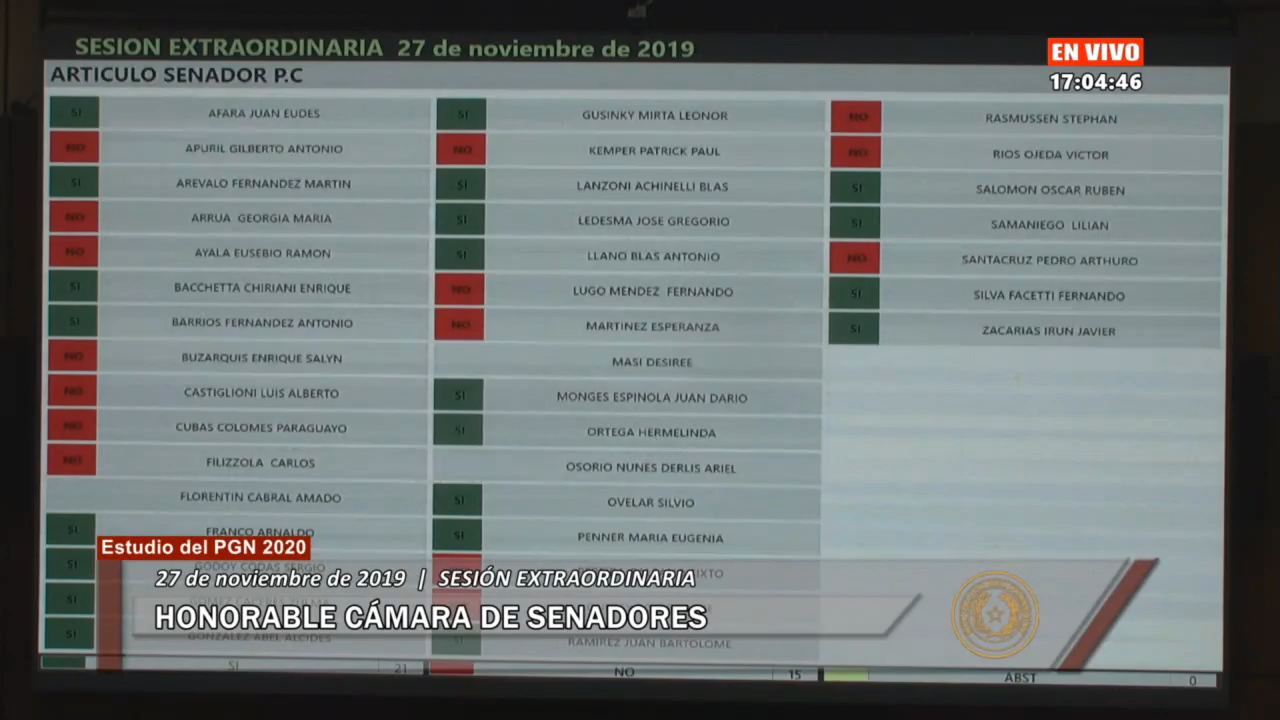 SESION EXTRAORDINARIA 27 de noviembre de 2019
EN VIVO
17:04:46
ARTICULO SENADOR P.C
SI AFARA JUAN EUDES
NO APURIL GILBERTO ANTONIO
SI AREVALO FERNANDEZ MARTIN
NO ARRUA GEORGIA MARIA
NO AYALA EUSEBIO RAMON
SI BACCHETTA CHIRIANI ENRIQUE
SI BARRIOS FERNANDEZ ANTONIO
NO BUZARQUIS ENRIQUE SALYN
NO CASTIGLIONI LUIS ALBERTO
NO CUBAS COLOMES PARAGUAYO
NO FILIZZOLA CARLOS
FLORENTIN CABRAL AMADO
SI FRANCO ARNALDO
SI GODOY CODAS SERGIO
SI
SI GONZALEZ ABEL ALCIDES
SI GUSINKY MIRTA LEONOR
NO KEMPER PATRICK PAUL
SI LANZONI ACHINELLI BLAS
SI LEDESMA JOSE GREGORIO
SI LLANO BLAS ANTONIO
NO LUGO MENDEZ FERNANDO
NO MARTINEZ ESPERANZA
MASI DESIREE
SI MONGES ESPINOLA JUAN DARIO
SI ORTEGA HERMELINDA
OSORIO NUNES DERLIS ARIEL
SI OVELAR SILVIO
SI PENNER MARIA EUGENIA
SI RAMIREZ JUAN BARTOLOME
NO RASMUSSEN STEPHAN
NO RIOS OJEDA VICTOR
SI SALOMON OSCAR RUBEN
SI SAMANIEGO LILIAN
NO SANTACRUZ PEDRO ARTHURO
SI SILVA FACETTI FERNANDO
SI ZACARIAS IRUN JAVIER
SI 21 NO 15 ABST 0
Estudio del PGN 2020
27 de noviembre de 2019 | SESIÓN EXTRAORDINARIA
HONORABLE CÁMARA DE SENADORES